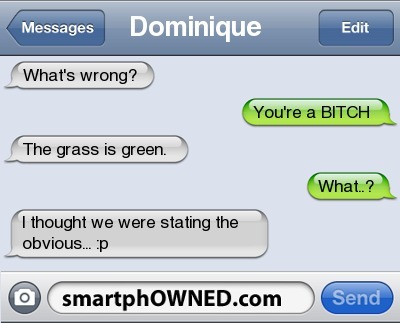 Messages
Dominique
Edit
What's wrong?
You're a BITCH
The grass is green.
What..?
I thought we were stating the
obvious... :p
smartphOWNED.com
Send